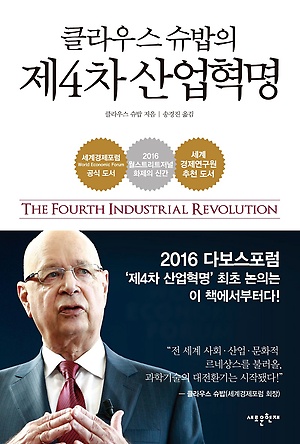 클라우스 슈밥의
제4차 산업혁명
클라우스 슈밥 지음 | 송경진 옮김
세계경제포럼
World Economic Forum
공식 도서
2016
월스트리트저널
화제의 신간
세계
경제연구원
추천 도서
THE FOURTH INDUSTRIAL REVOLUTION
2016 다보스포럼
‘제4차 산업혁명’ 최초 논의는
이 책에서부터다!
“전 세계 사회·산업·문화적
르네상스를 불러올,
과학기술의 대전환기는 시작됐다!”
― 클라우스 슈밥(세계경제포럼 회장)
새로운현재